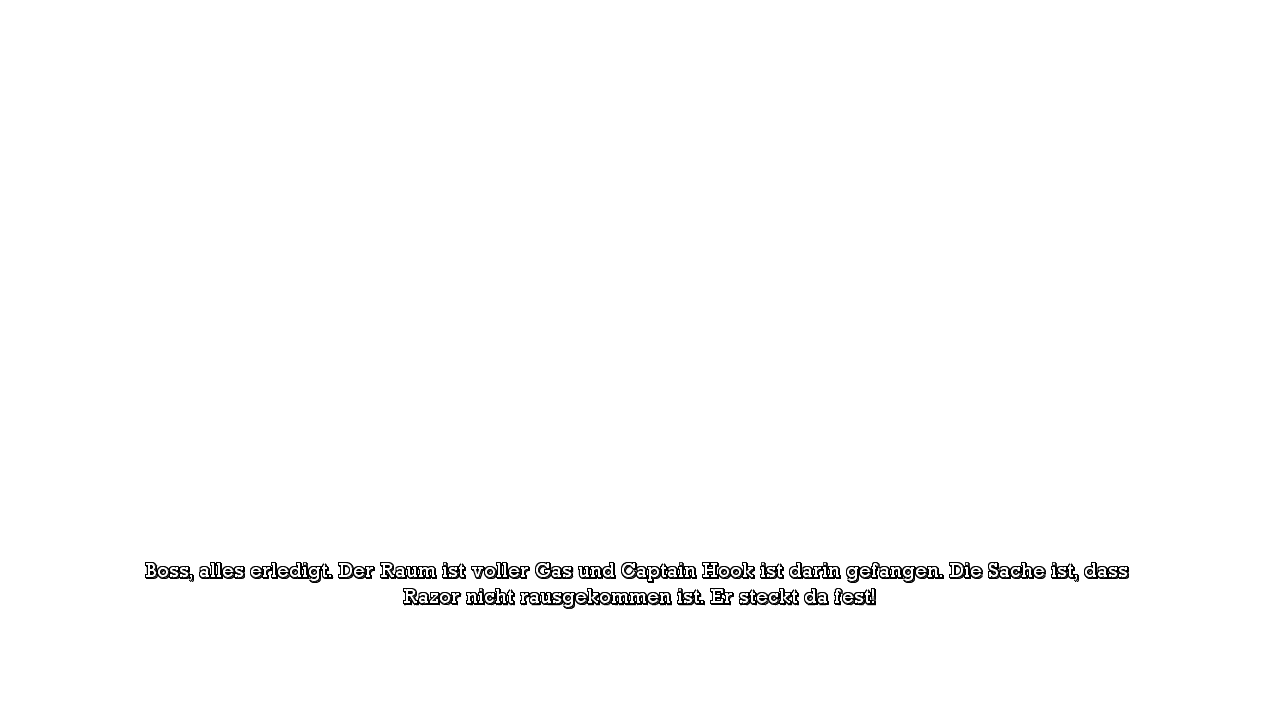 Boss, alles erledigt. Der Raum ist voller Gas und Captain Hook ist darin gefangen. Die Sache ist, dass
Razor nicht rausgekommen ist. Er steckt da fest!